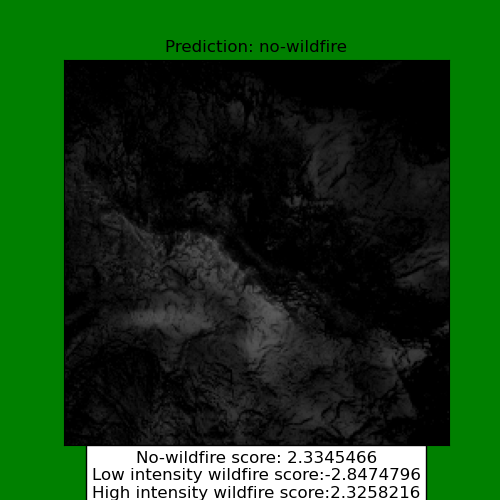 Prediction: no-wildfire
No-wildfire score: 2.3345466
Low intensity wildfire score:-2.8474796
High intensity wildfire score:2.3258216